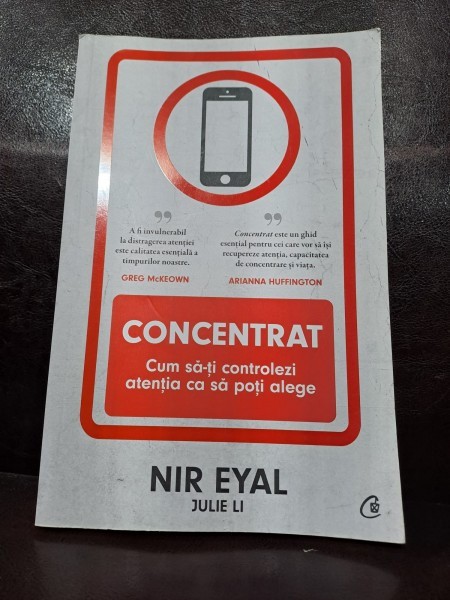 ”
A fi invulnerabil
la distragerea atenției
este calitatea esențială a
timpurilor noastre.
GREG McKEOWN
”
Concentrat este un ghid
esențial pentru cei care vor să își
recupereze atenția, capacitatea
de concentrare și viața.
ARIANNA HUFFINGTON
CONCENTRAT
Cum să-ți controlezi
atenția ca să poți alege
NIR EYAL
JULIE LI